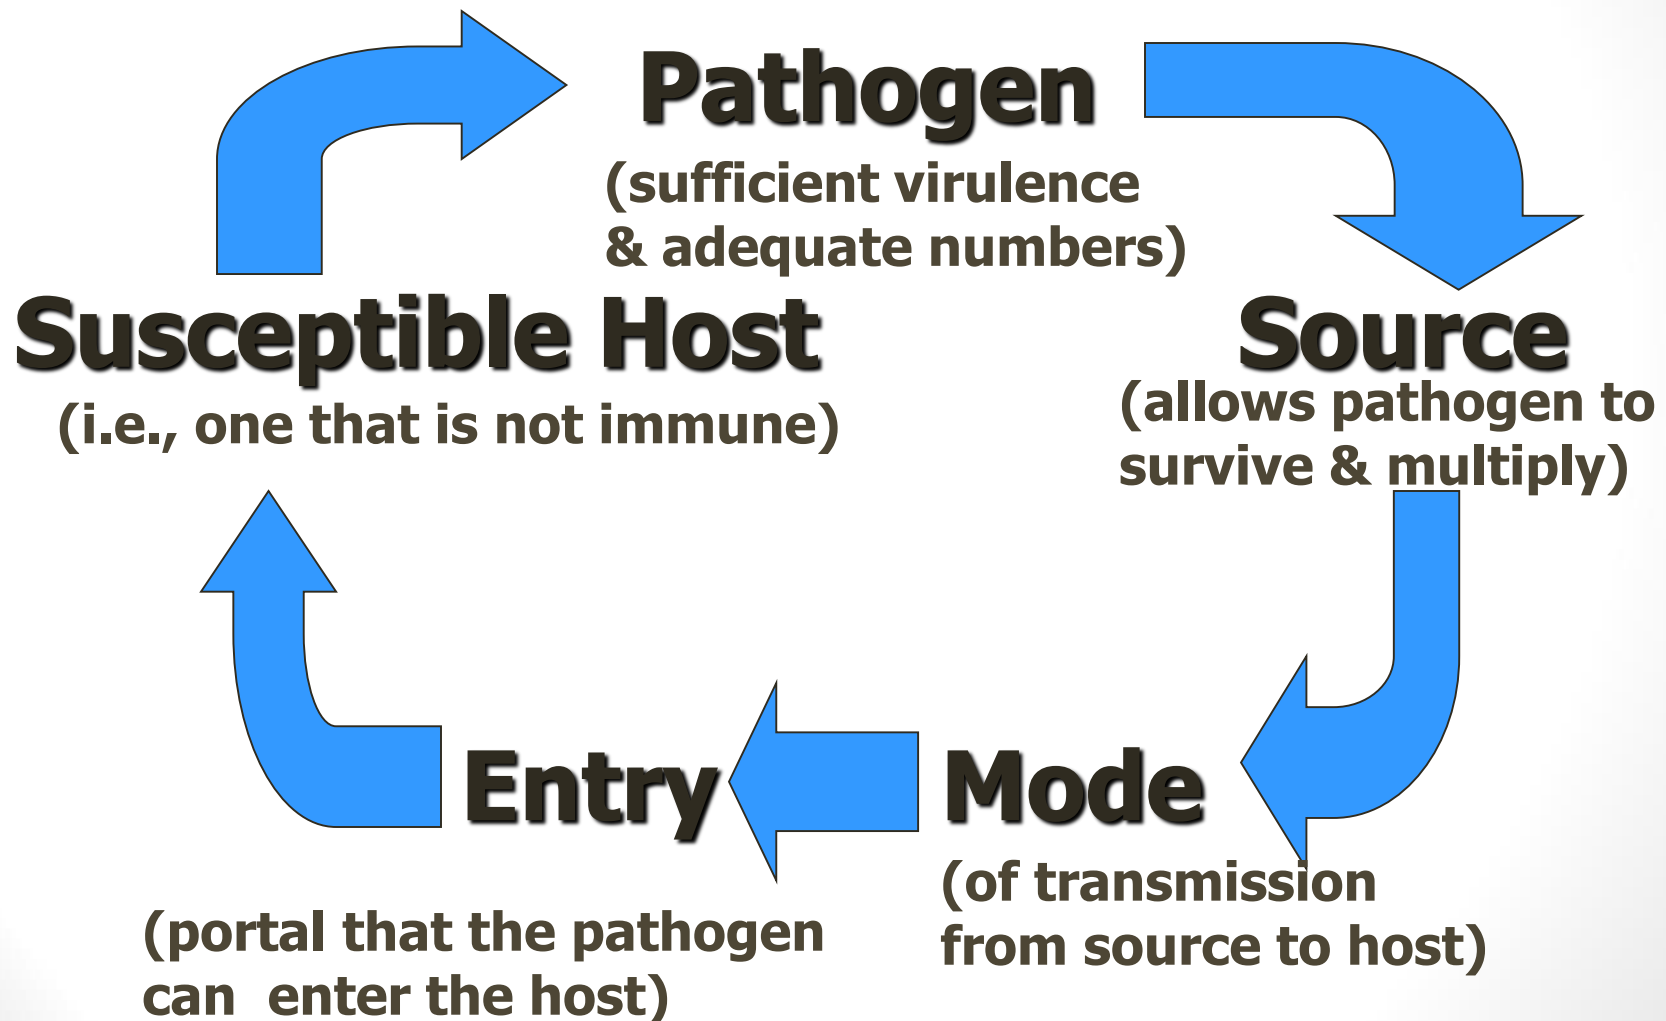 Pathogen
(sufficient virulence
& adequate numbers)
Source
(allows pathogen to
survive & multiply)
Mode
(of transmission
from source to host)
Entry
(portal that the pathogen
can enter the host)
Susceptible Host
(i.e., one that is not immune)